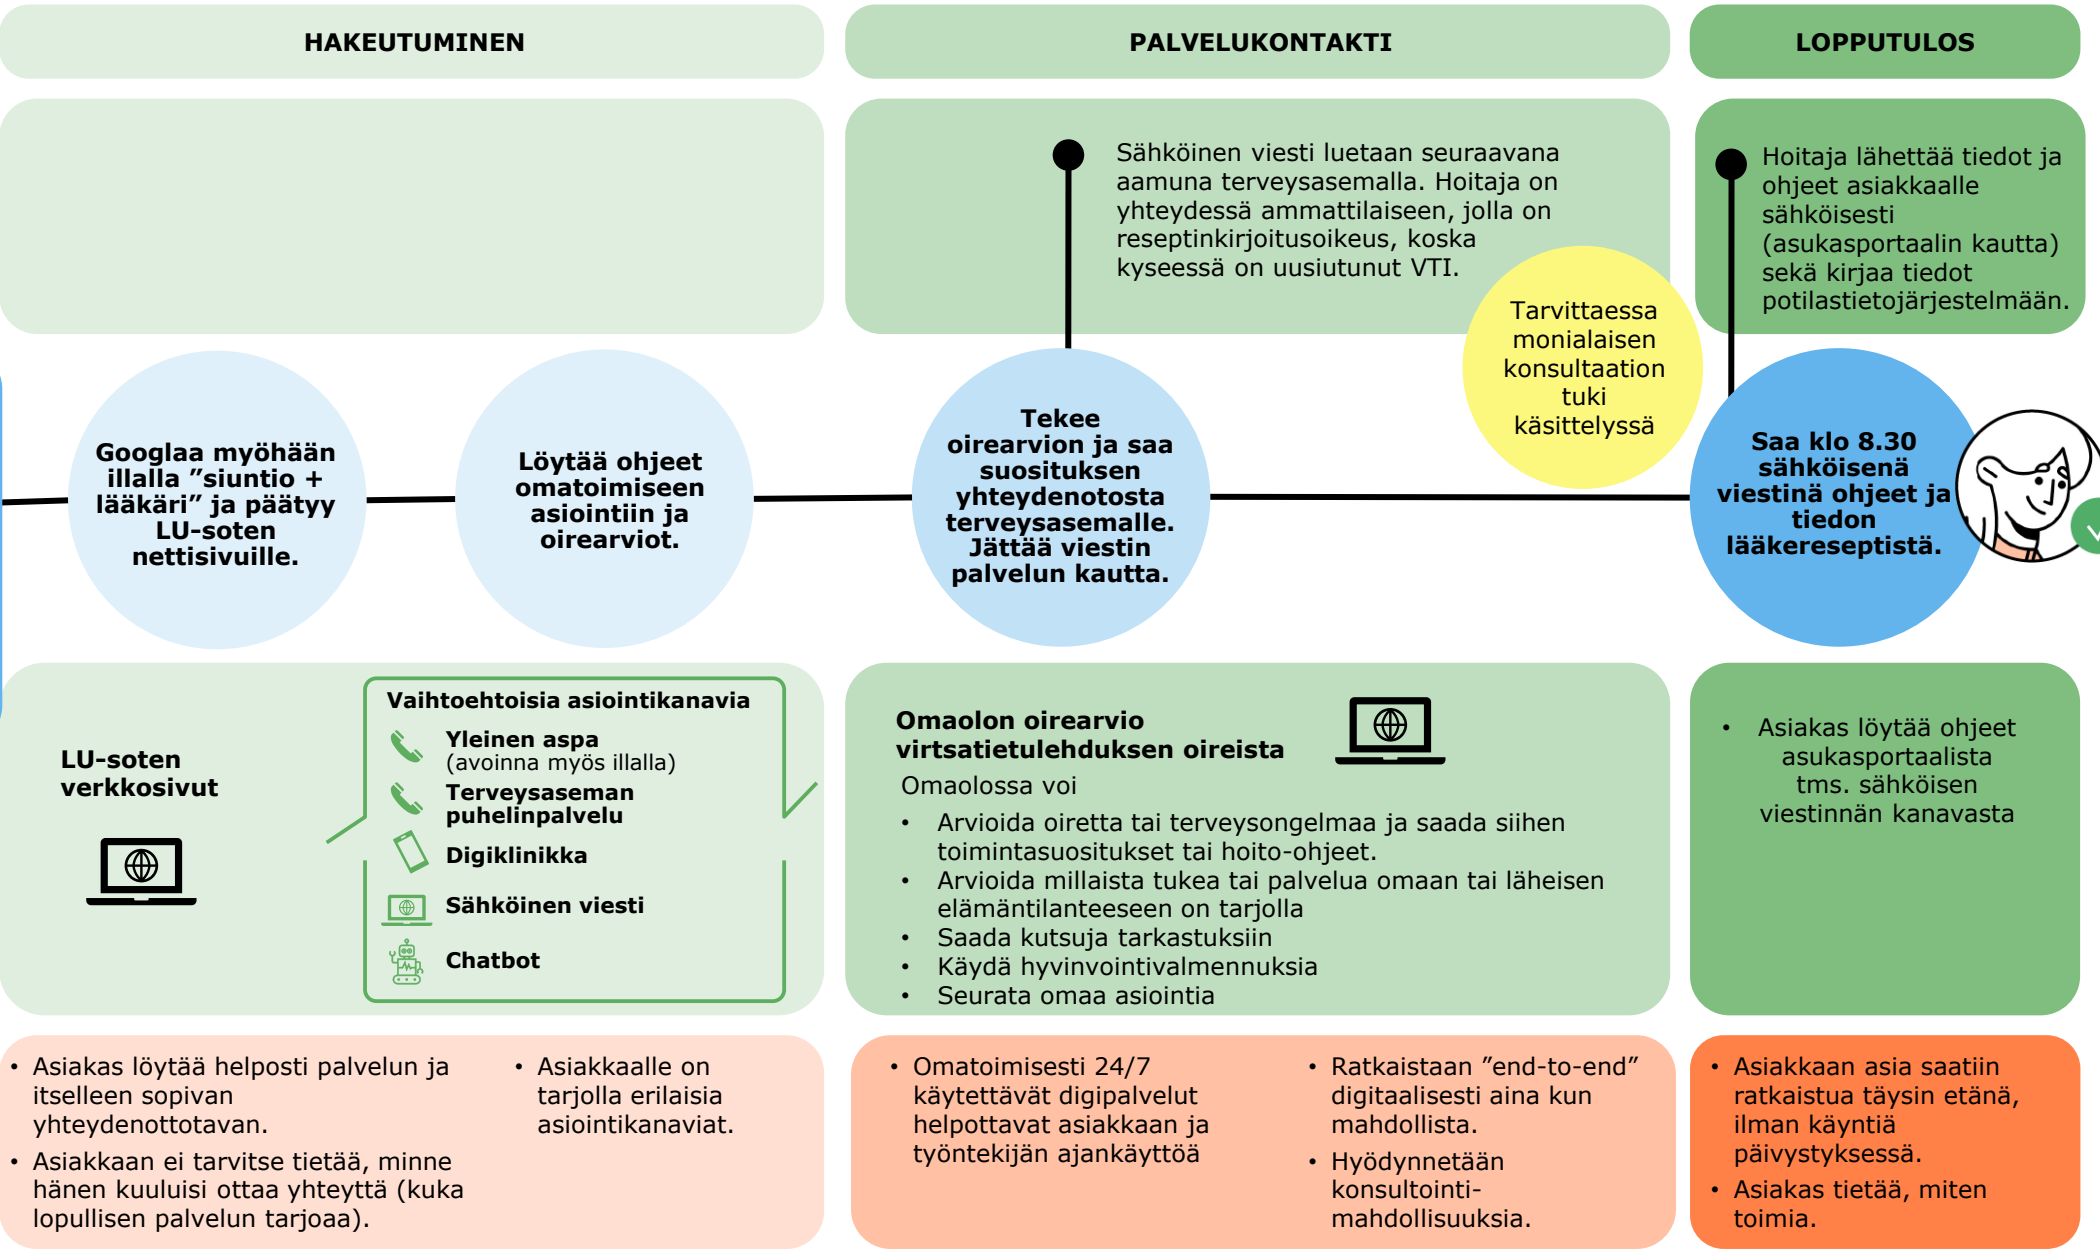 HAKEUTUMINEN
PALVELUKONTAKTI
LOPPUTULOS
Sähköinen viesti luetaan seuraavana
aamuna terveysasemalla. Hoitaja on
yhteydessä ammattilaiseen, jolla on
reseptinkirjoitusoikeus, koska
kyseessä on uusiutunut VTI.
Hoitaja lähettää tiedot ja
ohjeet asiakkaalle
sähköisesti
(asukasportaalin kautta)
sekä kirjaa tiedot
potilastietojärjestelmään.
Tarvittaessa
monialaisen
konsultaation
tuki
käsittelyssä
Googlaa myöhään
illalla ”siuntio +
lääkäri” ja päätyy
LU-soten
nettisivuille.
Löytää ohjeet
omatoimiseen
asiointiin ja
oirearviot.
Tekee
oirearvion ja saa
suosituksen
yhteydenotosta
terveysasemalle.
Jättää viestin
palvelun kautta.
Saa klo 8.30
sähköisenä
viestinä ohjeet ja
tiedon
lääkereseptistä.
LU-soten
verkkosivut
Vaihtoehtoisia asiointikanavia
Yleinen aspa
(avoinna myös illalla)
Terveysaseman
puhelinpalvelu
Digiklinikka
Sähköinen viesti
Chatbot
Omaolon oirearvio
virtsatietulehduksen oireista
Omaolossa voi
• Arvioida oiretta tai terveysongelmaa ja saada siihen
toimintasuositukset tai hoito-ohjeet.
• Arvioida millaista tukea tai palvelua omaan tai läheisen
elämäntilanteeseen on tarjolla
• Saada kutsuja tarkastuksiin
• Käydä hyvinvointivalmennuksia
• Seurata omaa asiointia
• Asiakas löytää ohjeet
asukasportaalista
tms. sähköisen
viestinnän kanavasta
• Asiakas löytää helposti palvelun ja
itselleen sopivan
yhteydenottotavan.
• Asiakkaan ei tarvitse tietää, minne
hänen kuuluisi ottaa yhteyttä (kuka
lopullisen palvelun tarjoaa).
• Asiakkaalle on
tarjolla erilaisia
asiointikanaviat.
• Omatoimisesti 24/7
käytettävät digipalvelut
helpottavat asiakkaan ja
työntekijän ajankäyttöä
• Ratkaistaan ”end-to-end”
digitaalisesti aina kun
mahdollista.
• Hyödynnetään
konsultointi-
mahdollisuuksia.
• Asiakkaan asia saatiin
ratkaistua täysin etänä,
ilman käyntiä
päivystyksessä.
• Asiakas tietää, miten
toimia.